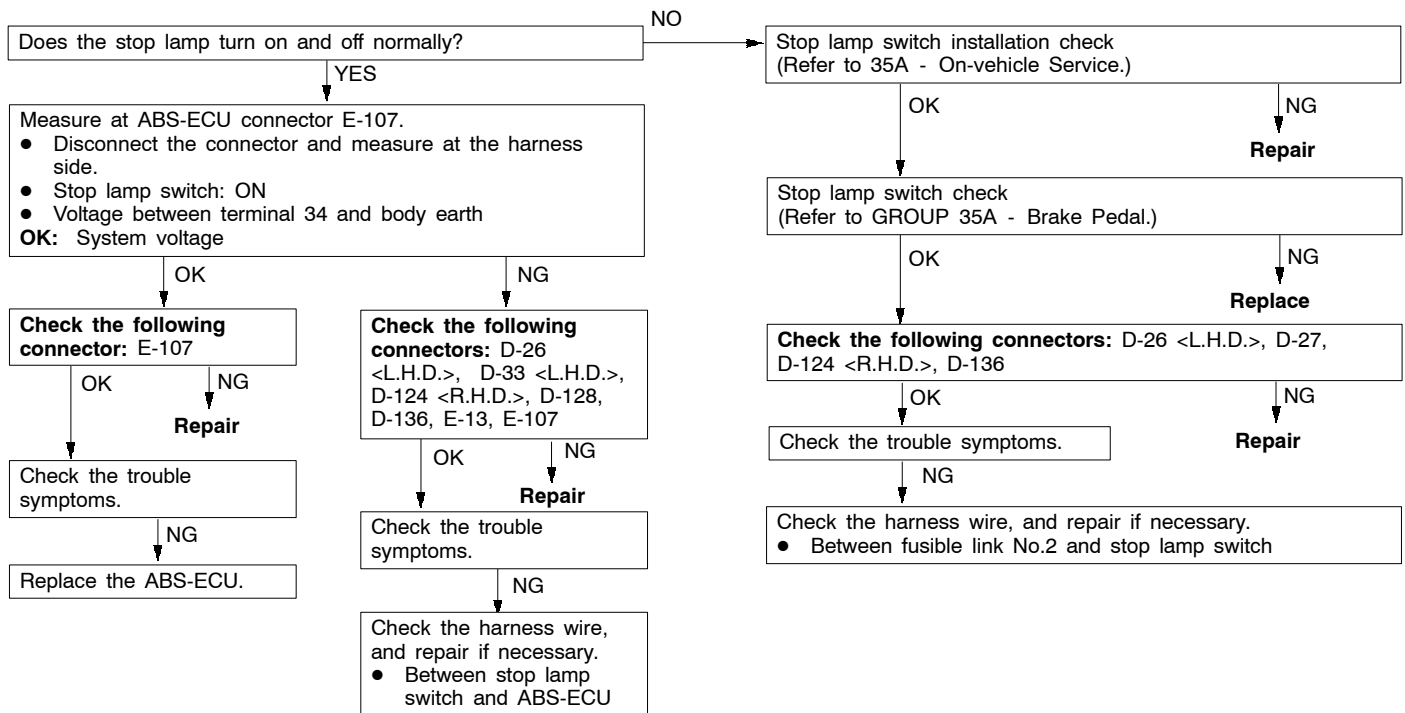 Does the stop lamp turn on and off normally?
NO
YES
Measure at ABS-ECU connector E-107.
● Disconnect the connector and measure at the harness
side.
● Stop lamp switch: ON
● Voltage between terminal 34 and body earth
OK: System voltage
OK
NG
Check the following
connector: E-107
OK
NG
Repair
Check the trouble
symptoms.
NG
Replace the ABS-ECU.
Check the following
connectors: D-26
<L.H.D.>, D-33 <L.H.D.>,
D-124 <R.H.D.>, D-128,
D-136, E-13, E-107
OK
NG
Repair
Check the trouble
symptoms.
NG
Check the harness wire,
and repair if necessary.
● Between stop lamp
switch and ABS-ECU
Stop lamp switch installation check
(Refer to 35A - On-vehicle Service.)
OK
NG
Repair
Stop lamp switch check
(Refer to GROUP 35A - Brake Pedal.)
OK
NG
Replace
Check the following connectors: D-26 <L.H.D.>, D-27,
D-124 <R.H.D.>, D-136
OK
NG
Repair
Check the trouble symptoms.
NG
Check the harness wire, and repair if necessary.
● Between fusible link No.2 and stop lamp switch